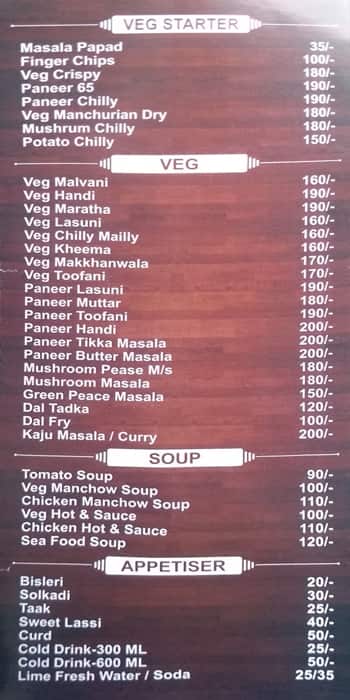 VEG STARTER
Masala Papad 35/-
Finger Chips 100/-
Veg Crispy 180/-
Paneer 65 190/-
Paneer Chilly 190/-
Veg Manchurian Dry 180/-
Mushrum Chilly 180/-
Potato Chilly 150/-
VEG
Veg Malvani 160/-
Veg Handi 190/-
Veg Maratha 190/-
Veg Lasuni 160/-
Veg Chilly Mailly 160/-
Veg Kheema 160/-
Veg Makkhanwala 170/-
Veg Toofani 170/-
Paneer Lasuni 190/-
Paneer Muttar 180/-
Paneer Toofani 190/-
Paneer Handi 200/-
Paneer Tikka Masala 200/-
Paneer Butter Masala 200/-
Mushroom Pease M/s 180/-
Mushroom Masala 180/-
Green Peace Masala 150/-
Dal Tadka 120/-
Dal Fry 100/-
Kaju Masala / Curry 200/-
SOUP
Tomato Soup 90/-
Veg Manchow Soup 100/-
Chicken Manchow Soup 110/-
Veg Hot & Sauce 100/-
Chicken Hot & Sauce 110/-
Sea Food Soup 120/-
APPETISER
Bisleri 20/-
Solkadi 30/-
Taak 25/-
Sweet Lassi 40/-
Curd 50/-
Cold Drink-300 ML 25/-
Cold Drink-600 ML 50/-
Lime Fresh Water / Soda 25/35